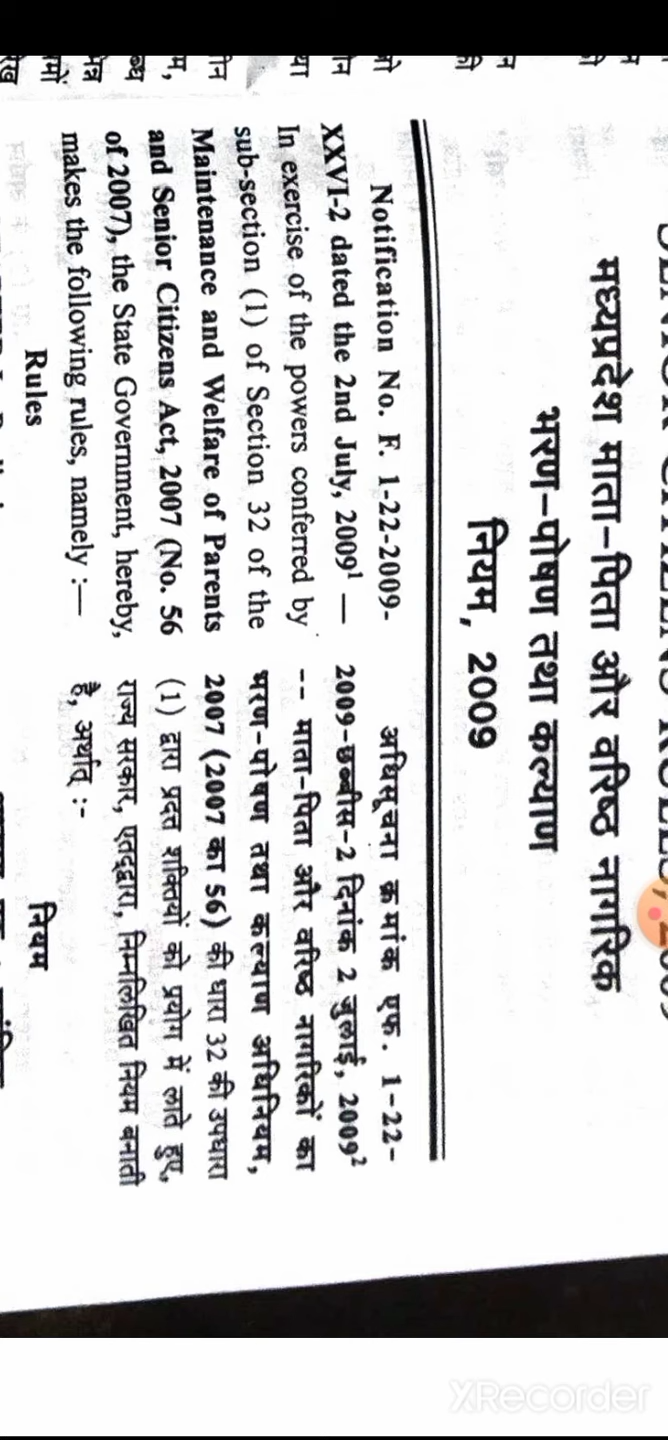 SENIOR CITIZENS RULES, 2009
मध्यप्रदेश माता-पिता और वरिष्ठ नागरिक
भरण-पोषण तथा कल्याण
नियम, 2009
Notification No. F. 1-22-2009-
XXVI-2 dated the 2nd July, 2009¹ —
In exercise of the powers conferred by
sub-section (1) of Section 32 of the
Maintenance and Welfare of Parents
and Senior Citizens Act, 2007 (No. 56
of 2007), the State Government, hereby,
makes the following rules, namely :—
Rules
अधिसूचना क्रमांक एफ. 1-22-
2009-छब्बीस-2 दिनांक 2 जुलाई, 2009²
-- माता-पिता और वरिष्ठ नागरिकों का
भरण-पोषण तथा कल्याण अधिनियम,
2007 (2007 का 56) की धारा 32 की उपधारा
(1) द्वारा प्रदत्त शक्तियों को प्रयोग में लाते हुए,
राज्य सरकार, एतद्द्वारा, निम्नलिखित नियम बनाती
है, अर्थात् :-
नियम
XRecorder